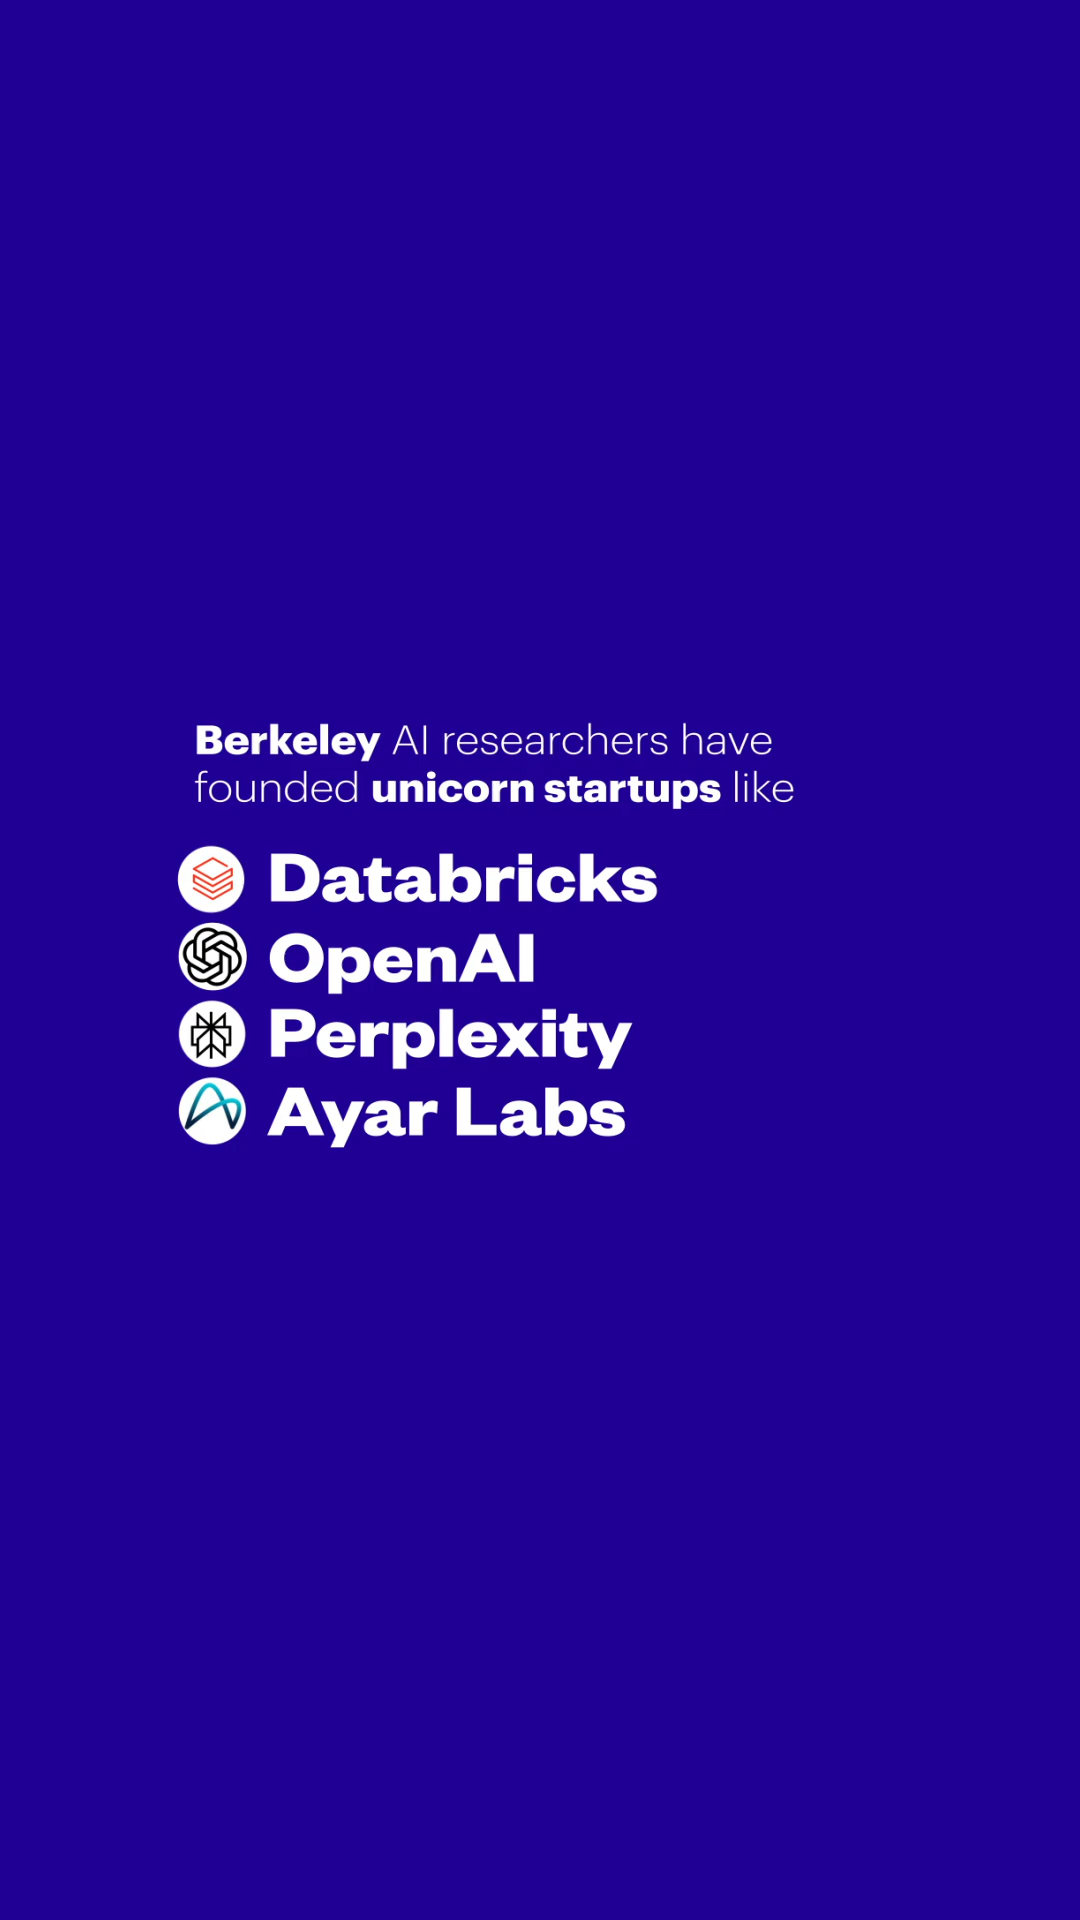 Berkeley AI researchers have
founded unicorn startups like
Databricks
OpenAI
Perplexity
Ayar Labs